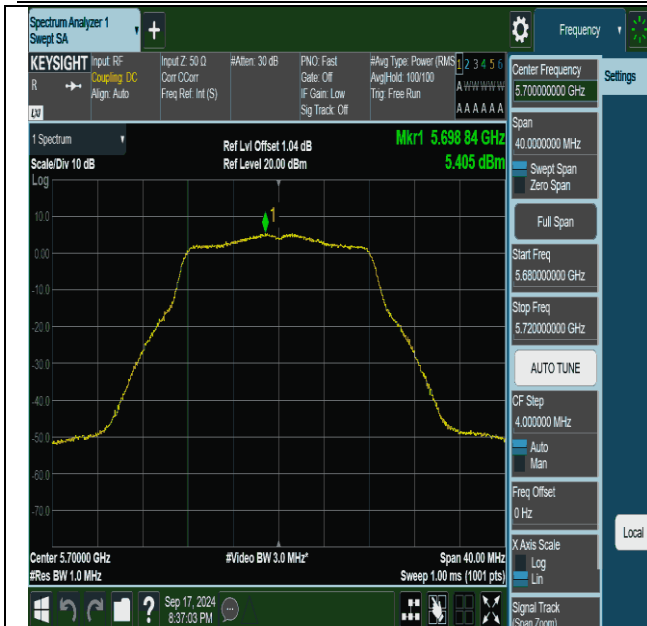 Spectrum Analyzer 1
Swept SA
+
Frequency
KEYSIGHT
R
LXI
Input: RF
Coupling: DC
Align: Auto
Input Z: 50 Ω
Corr CCorr
Freq Ref: Int (S)
#Atten: 30 dB
PNO: Fast
Gate: Off
IF Gain: Low
Sig Track: Off
#Avg Type: Power (RMS
Avg|Hold: 100/100
Trig: Free Run
1 2 3 4 5 6
A W W W W W
A A A A A A
1 Spectrum
Scale/Div 10 dB
Log
Ref Lvl Offset 1.04 dB
Ref Level 20.00 dBm
Mkr1 5.698 84 GHz
5.405 dBm
1
10.0
0.00
-10.0
-20.0
-30.0
-40.0
-50.0
-60.0
-70.0
Center 5.70000 GHz
#Res BW 1.0 MHz
#Video BW 3.0 MHz*
Span 40.00 MHz
Sweep 1.00 ms (1001 pts)
?
Sep 17, 2024
8:37:03 PM
Center Frequency
5.700000000 GHz
Span
40.0000000 MHz
Swept Span
Zero Span
Full Span
Start Freq
5.680000000 GHz
Stop Freq
5.720000000 GHz
AUTO TUNE
CF Step
4.000000 MHz
Auto
Man
Freq Offset
0 Hz
X Axis Scale
Log
Lin
Signal Track
(Span Zoom)
Settings
Local